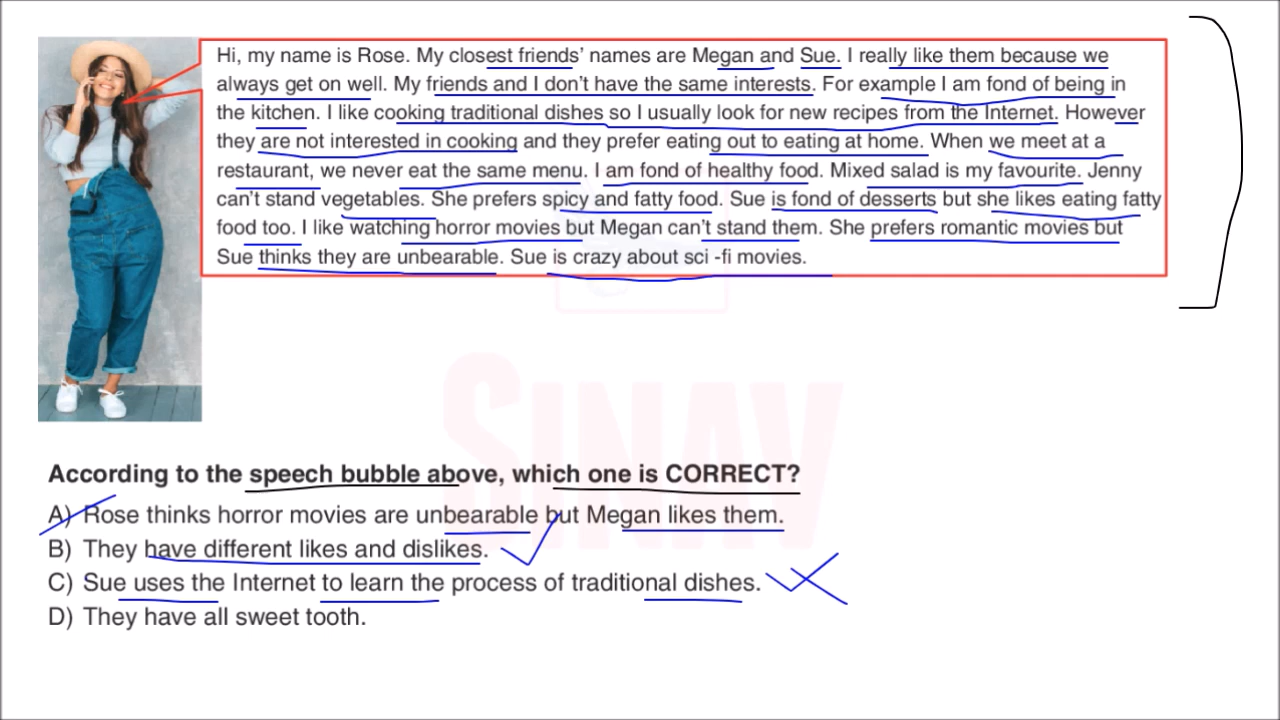 Hi, my name is Rose. My closest friends’ names are Megan and Sue. I really like them because we
always get on well. My friends and I don’t have the same interests. For example I am fond of being in
the kitchen. I like cooking traditional dishes so I usually look for new recipes from the Internet. However
they are not interested in cooking and they prefer eating out to eating at home. When we meet at a
restaurant, we never eat the same menu. I am fond of healthy food. Mixed salad is my favourite. Jenny
can’t stand vegetables. She prefers spicy and fatty food. Sue is fond of desserts but she likes eating fatty
food too. I like watching horror movies but Megan can’t stand them. She prefers romantic movies but
Sue thinks they are unbearable. Sue is crazy about sci -fi movies.
SINAV
According to the speech bubble above, which one is CORRECT?
A) Rose thinks horror movies are unbearable but Megan likes them.
B) They have different likes and dislikes.
C) Sue uses the Internet to learn the process of traditional dishes.
D) They have all sweet tooth.